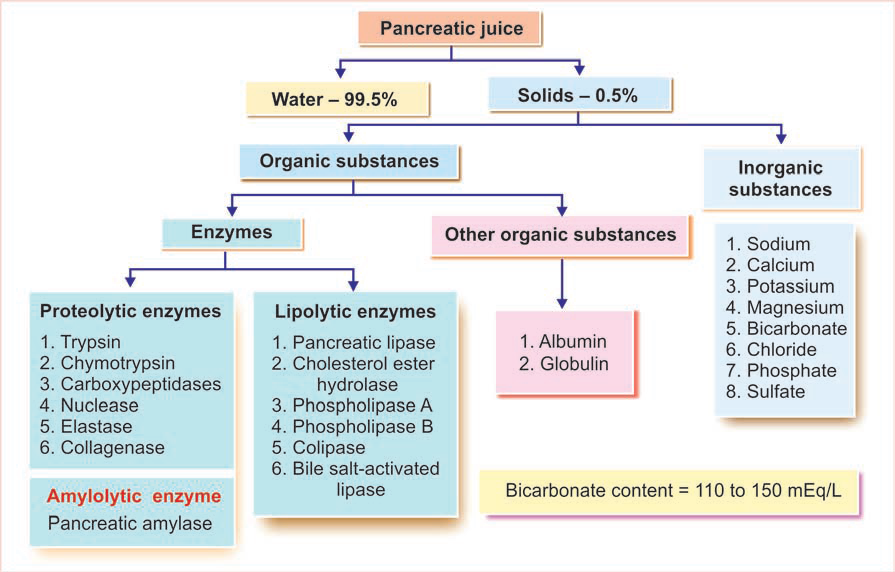 Pancreatic juice
Water – 99.5%
Solids – 0.5%
Organic substances
Inorganic
substances
Enzymes
Other organic substances
Proteolytic enzymes
1. Trypsin
2. Chymotrypsin
3. Carboxypeptidases
4. Nuclease
5. Elastase
6. Collagenase
Amylolytic enzyme
Pancreatic amylase
Lipolytic enzymes
1. Pancreatic lipase
2. Cholesterol ester
hydrolase
3. Phospholipase A
4. Phospholipase B
5. Colipase
6. Bile salt-activated
lipase
1. Albumin
2. Globulin
1. Sodium
2. Calcium
3. Potassium
4. Magnesium
5. Bicarbonate
6. Chloride
7. Phosphate
8. Sulfate
Bicarbonate content = 110 to 150 mEq/L